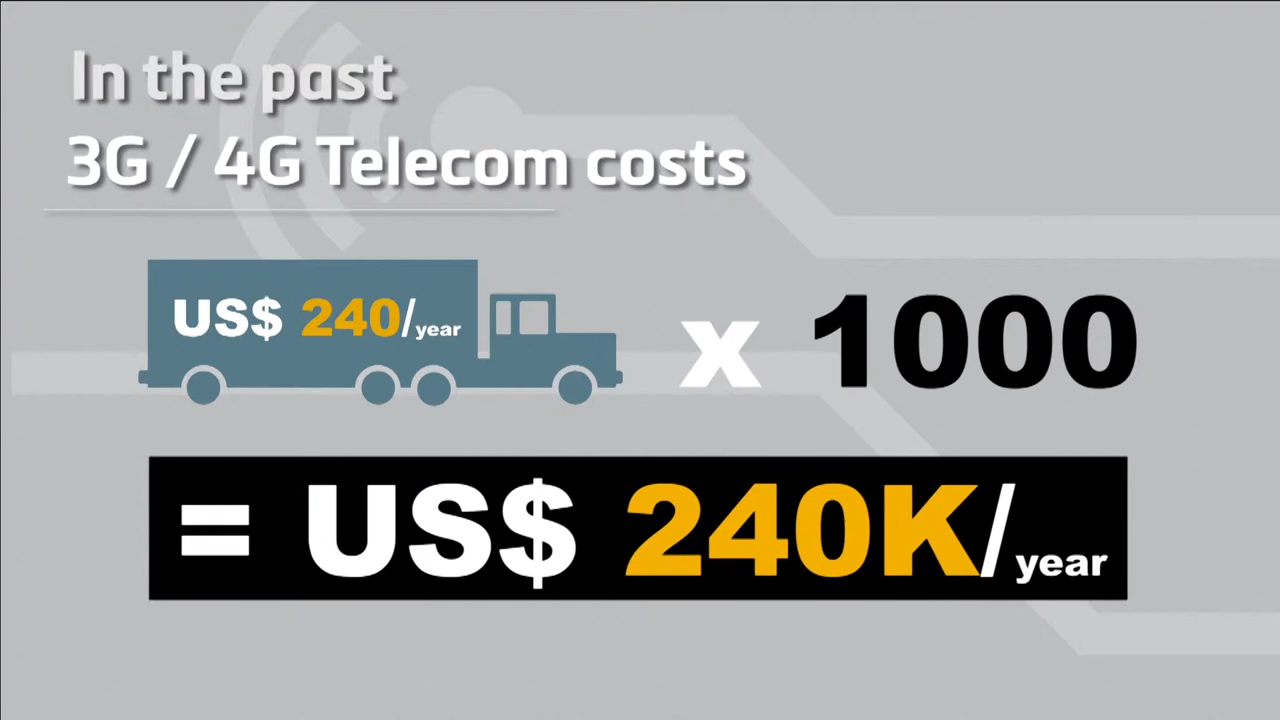 In the past
3G / 4G Telecom costs
US$ 240/year
x 1000
= US$ 240K/year